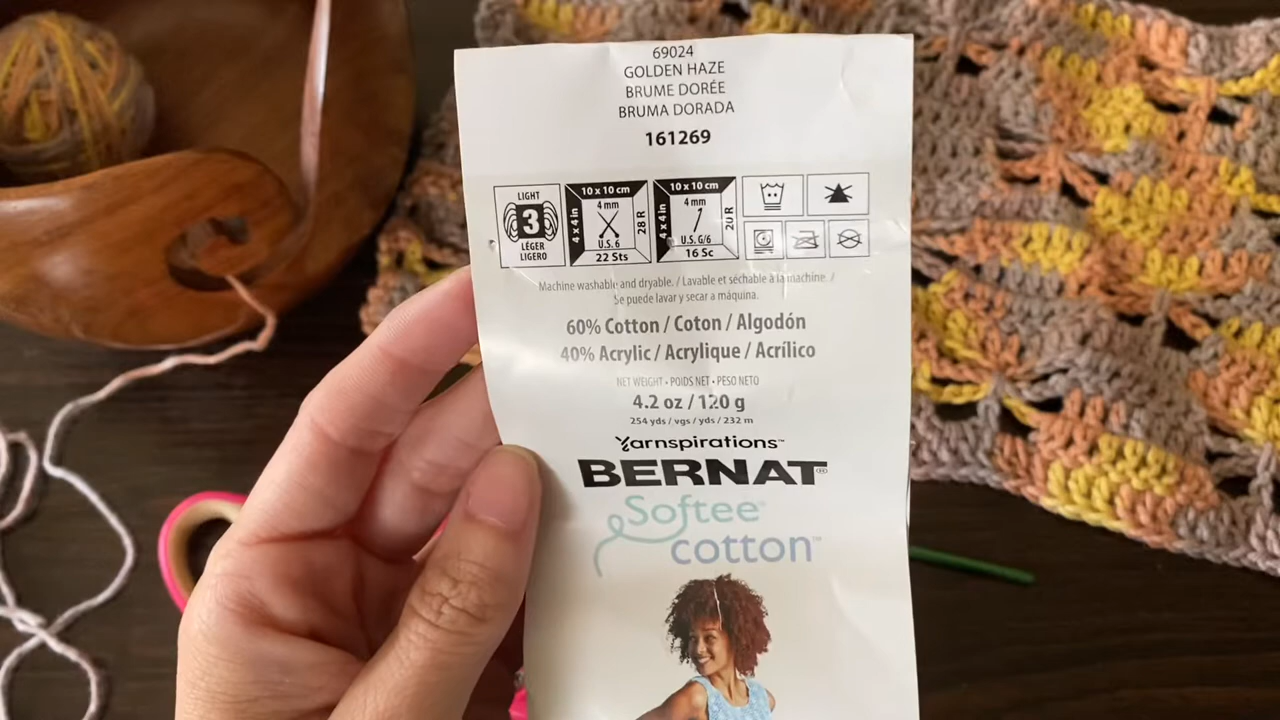 69024
GOLDEN HAZE
BRUME DORÉE
BRUMA DORADA
161269
LIGHT
3
LÉGER
LIGERO
10 x 10 cm
4 x 4 in
4 mm
28 R
U.S. 6
22 Sts
10 x 10 cm
4 x 4 in
4 mm
20 R
U.S. G/6
16 Sc
Machine washable and dryable. / Lavable et séchable à la machine. /
Se puede lavar y secar a máquina.
60% Cotton / Coton / Algodón
40% Acrylic / Acrylique / Acrílico
NET WEIGHT • POIDS NET • PESO NETO
4.2 oz / 120 g
254 yds / vgs / yds / 232 m
Yarnspirations™
BERNAT®
Softee
cotton™